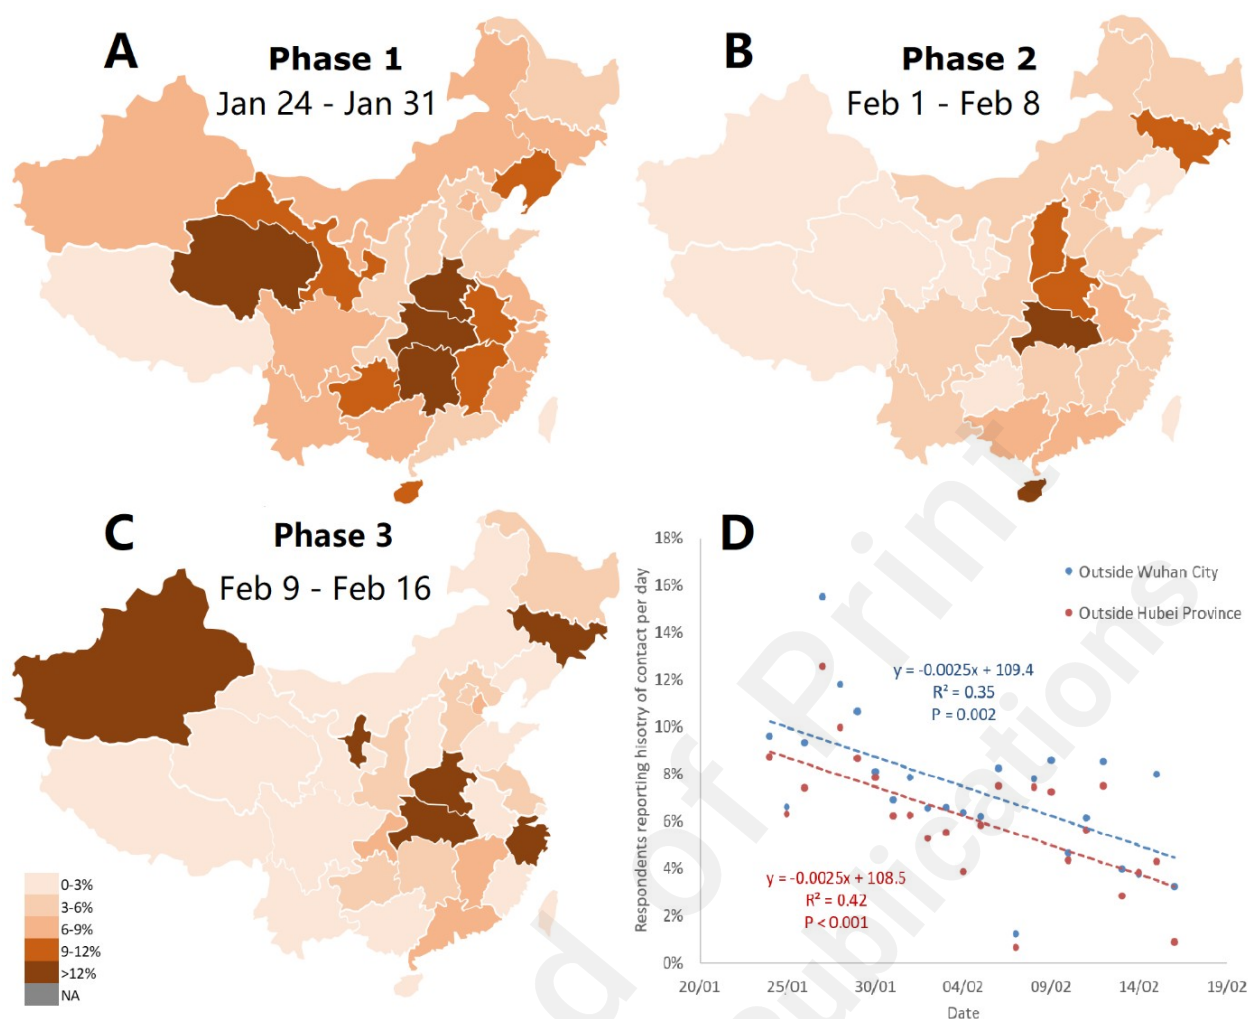 A
Phase 1
Jan 24 - Jan 31
B
Phase 2
Feb 1 - Feb 8
C
Phase 3
Feb 9 - Feb 16
0-3%
3-6%
6-9%
9-12%
>12%
NA
D
18%
16%
14%
12%
10%
8%
6%
4%
2%
0%
Respondents reporting hisotry of contact per day
Outside Wuhan City
Outside Hubei Province
y = -0.0025x + 109.4
R² = 0.35
P = 0.002
y = -0.0025x + 108.5
R² = 0.42
P < 0.001
20/01
25/01
30/01
04/02
09/02
14/02
19/02
Date
d of Print
Publications